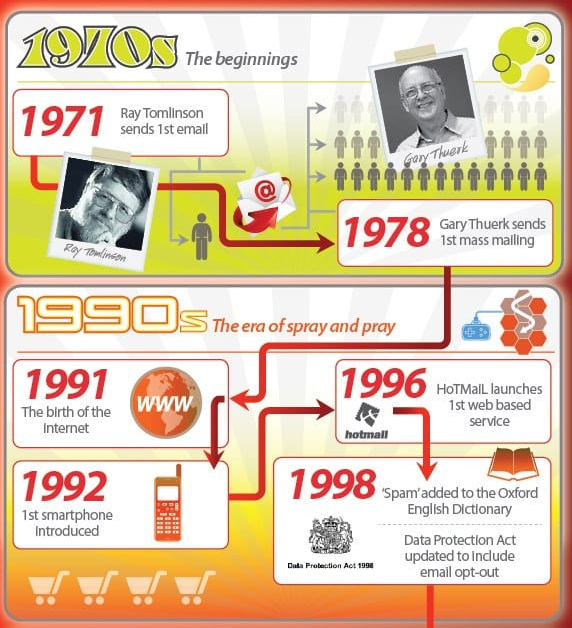 1970s The beginnings
1971
Ray Tomlinson
sends 1st email
@
Gary Thuerk
Ray Tomlinson
1978
Gary Thuerk sends
1st mass mailing
1990s The era of spray and pray
1991
The birth of the
internet
www
1996
HoTMaiL launches
1st web based
service
hotmail
1992
1st smartphone
introduced
1998
'Spam' added to the Oxford
English Dictionary
Data Protection Act 1998
Data Protection Act
updated to include
email opt-out